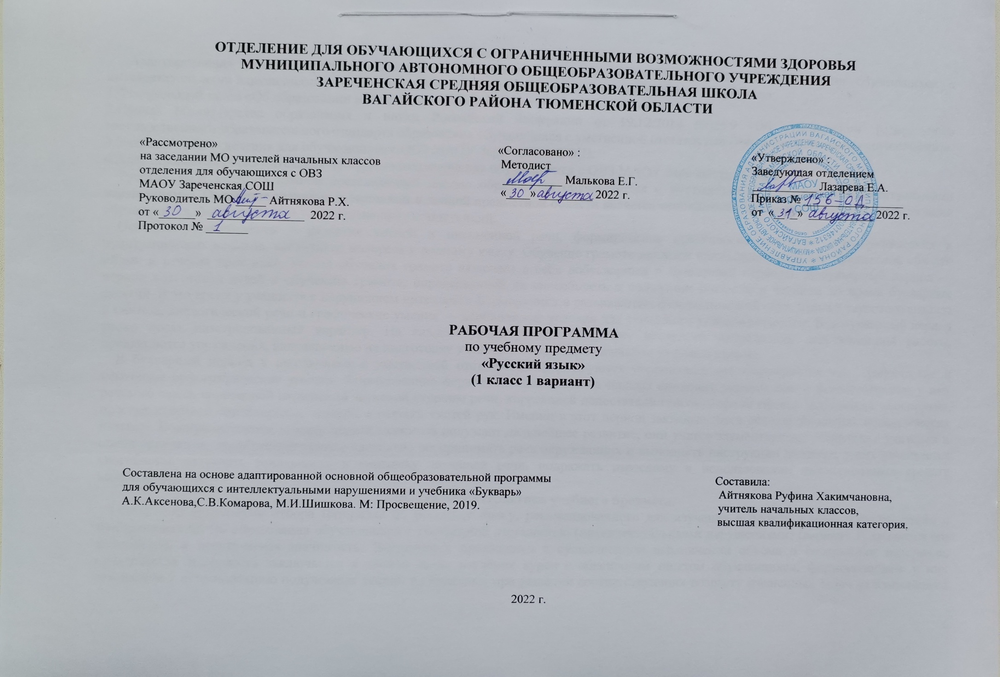 ОТДЕЛЕНИЕ ДЛЯ ОБУЧАЮЩИХСЯ С ОГРАНИЧЕННЫМИ ВОЗМОЖНОСТЯМИ ЗДОРОВЬЯ
МУНИЦИПАЛЬНОГО АВТОНОМНОГО ОБЩЕОБРАЗОВАТЕЛЬНОГО УЧРЕЖДЕНИЯ
ЗАРЕЧЕНСКАЯ СРЕДНЯЯ ОБЩЕОБРАЗОВАТЕЛЬНАЯ ШКОЛА
ВАГАЙСКОГО РАЙОНА ТЮМЕНСКОЙ ОБЛАСТИ
«Рассмотрено»
на заседании МО учителей начальных классов
отделения для обучающихся с ОВЗ
МАОУ Зареченская СОШ
Руководитель МО Айтнякова Р.Х.
от «30» августа 2022 г.
Протокол № 1
«Согласовано» :
Методист
Малькова Е.Г.
«30» августа 2022 г.
«Утверждено» :
Заведующая отделением
Лазарева Е.А.
Приказ № 156-ОД
от «31» августа 2022 г.
МАОУ
Зареченская
СОШ
РАБОЧАЯ ПРОГРАММА
по учебному предмету
«Русский язык»
(1 класс 1 вариант)
Составлена на основе адаптированной основной общеобразовательной программы
для обучающихся с интеллектуальными нарушениями и учебника «Букварь»
А.К.Аксенова,С.В.Комарова, М.И.Шишкова. М: Просвещение, 2019.
Составила:
Айтнякова Руфина Хакимчановна,
учитель начальных классов,
высшая квалификационная категория.
2022 г.